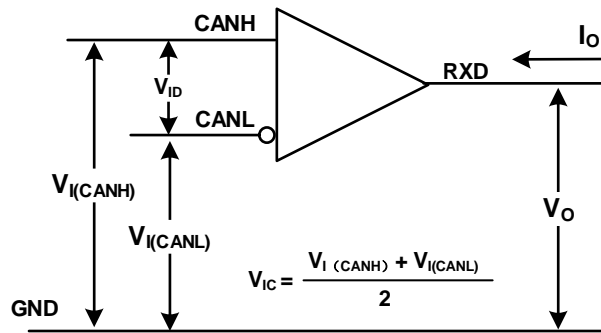 CANH
I_O
V_ID
RXD
CANL
V_I(CANH)
V_I(CANL)
V_O
V_IC = V_I（CANH) + V_I(CANL)
2
GND